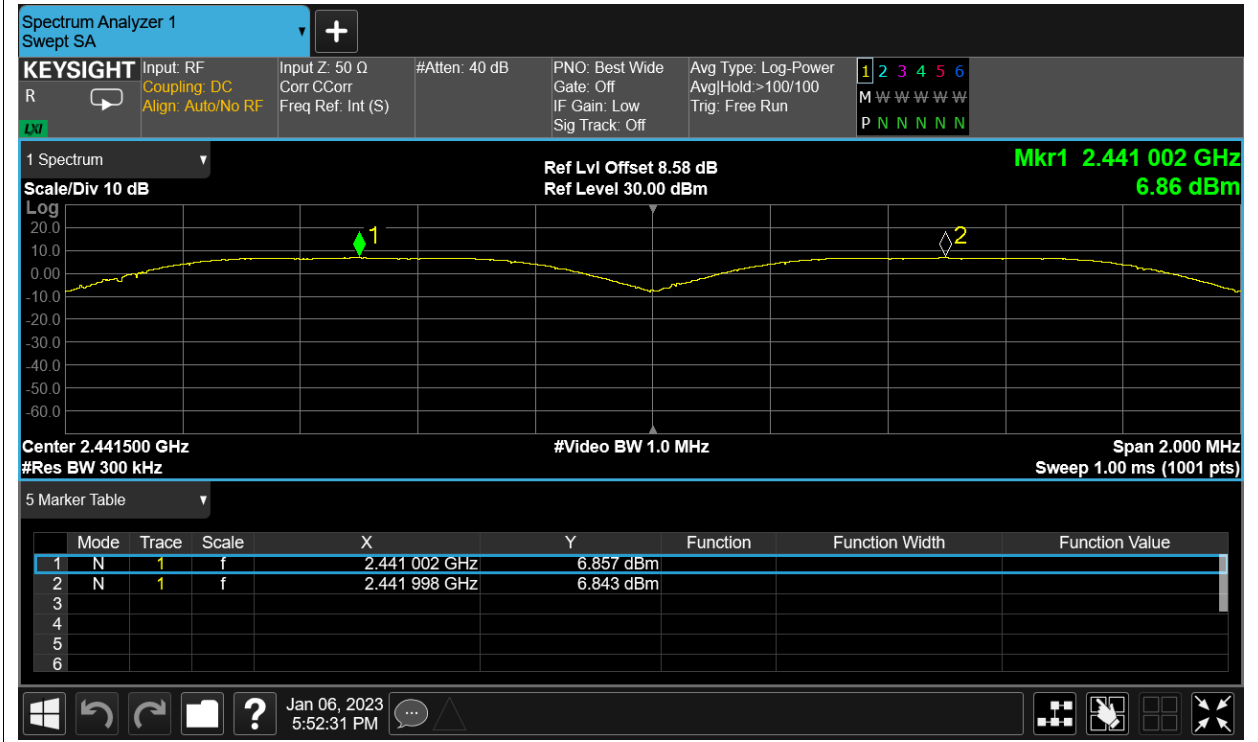 Spectrum Analyzer 1
Swept SA
KEYSIGHT
R
LXI
Input: RF
Coupling: DC
Align: Auto/No RF
Input Z: 50 Ω
Corr CCorr
Freq Ref: Int (S)
#Atten: 40 dB
PNO: Best Wide
Gate: Off
IF Gain: Low
Sig Track: Off
Avg Type: Log-Power
Avg|Hold:>100/100
Trig: Free Run
1 2 3 4 5 6
M W W W W W
P N N N N N
1 Spectrum
Scale/Div 10 dB
Ref Lvl Offset 8.58 dB
Ref Level 30.00 dBm
Mkr1 2.441 002 GHz
6.86 dBm
Log
20.0
10.0
0.00
-10.0
-20.0
-30.0
-40.0
-50.0
-60.0
1
2
Center 2.441500 GHz
#Res BW 300 kHz
#Video BW 1.0 MHz
Span 2.000 MHz
Sweep 1.00 ms (1001 pts)
5 Marker Table
Mode Trace Scale X Y Function Function Width Function Value
1 N 1 f 2.441 002 GHz 6.857 dBm
2 N 1 f 2.441 998 GHz 6.843 dBm
3
4
5
6
?
Jan 06, 2023
5:52:31 PM